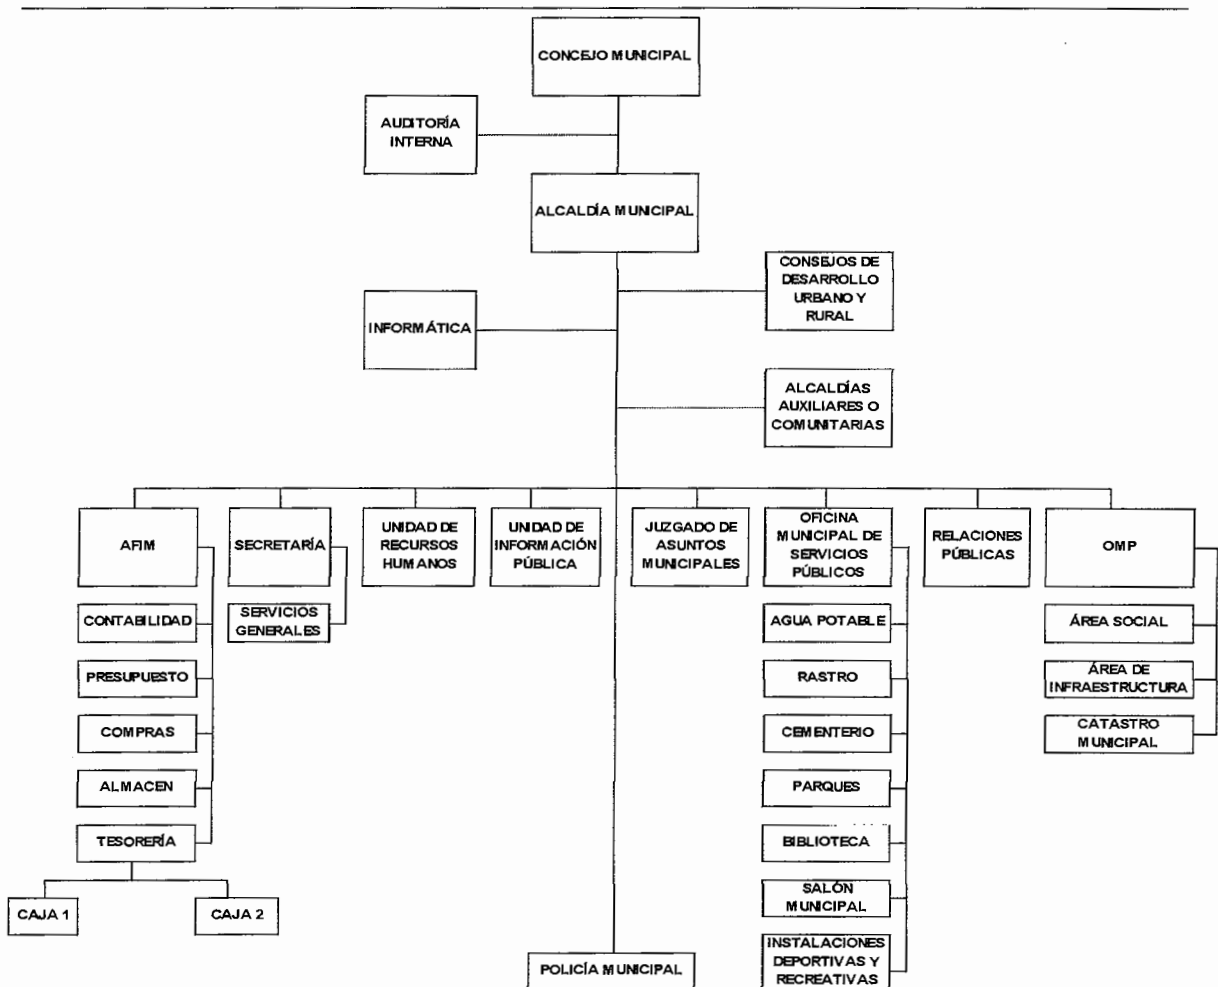 CONCEJO MUNICIPAL
AUDITORÍA
INTERNA
ALCALDÍA MUNICIPAL
CONSEJOS DE
DESARROLLO
URBANO Y
RURAL
INFORMÁTICA
ALCALDÍAS
AUXILIARES O
COMUNITARIAS
AFIM
SECRETARÍA
UNIDAD DE
RECURSOS
HUMANOS
UNIDAD DE
INFORMACIÓN
PÚBLICA
JUZGADO DE
ASUNTOS
MUNICIPALES
OFICINA
MUNICIPAL DE
SERVICIOS
PÚBLICOS
RELACIONES
PÚBLICAS
OMP
CONTABILIDAD
SERVICIOS
GENERALES
AGUA POTABLE
ÁREA SOCIAL
PRESUPUESTO
RASTRO
ÁREA DE
INFRAESTRUCTURA
COMPRAS
CEMENTERIO
CATASTRO
MUNICIPAL
ALMACEN
PARQUES
TESORERÍA
BIBLIOTECA
CAJA 1
CAJA 2
SALÓN
MUNICIPAL
POLICÍA MUNICIPAL
INSTALACIONES
DEPORTIVAS Y
RECREATIVAS